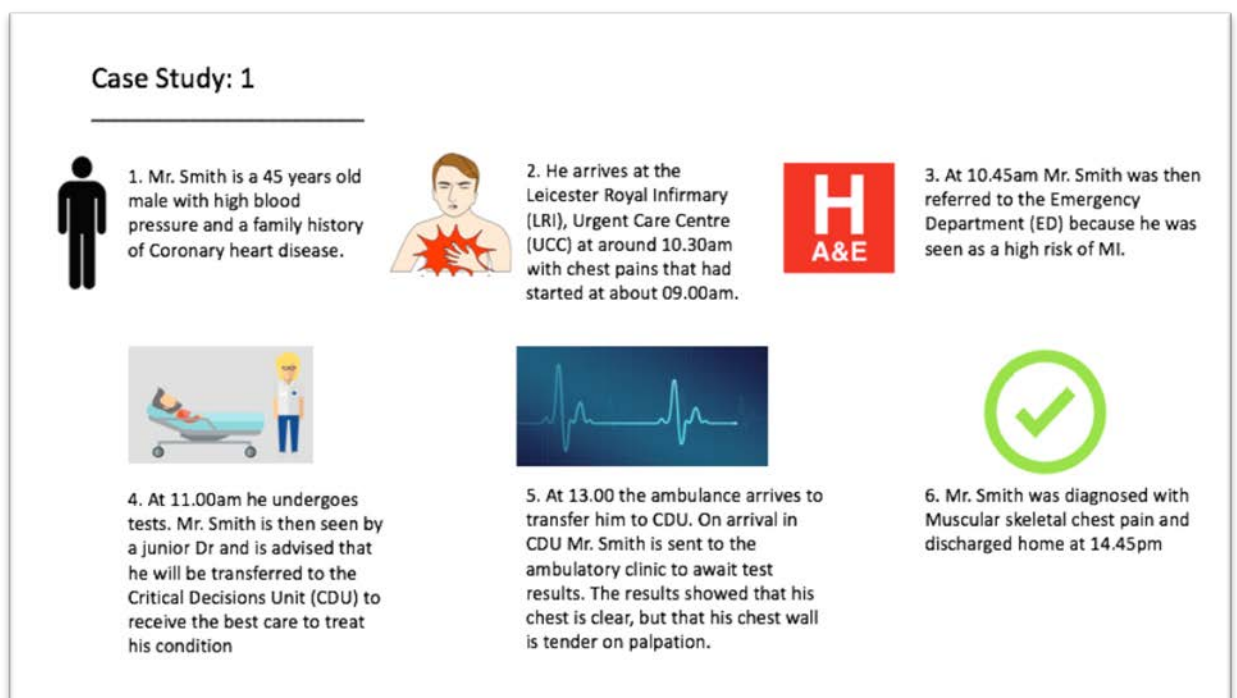 Case Study: 1
1. Mr. Smith is a 45 years old
male with high blood
pressure and a family history
of Coronary heart disease.
2. He arrives at the
Leicester Royal Infirmary
(LRI), Urgent Care Centre
(UCC) at around 10.30am
with chest pains that had
started at about 09.00am.
H
A&E
3. At 10.45am Mr. Smith was then
referred to the Emergency
Department (ED) because he was
seen as a high risk of MI.
4. At 11.00am he undergoes
tests. Mr. Smith is then seen by
a junior Dr and is advised that
he will be transferred to the
Critical Decisions Unit (CDU) to
receive the best care to treat
his condition
5. At 13.00 the ambulance arrives to
transfer him to CDU. On arrival in
CDU Mr. Smith is sent to the
ambulatory clinic to await test
results. The results showed that his
chest is clear, but that his chest wall
is tender on palpation.
6. Mr. Smith was diagnosed with
Muscular skeletal chest pain and
discharged home at 14.45pm